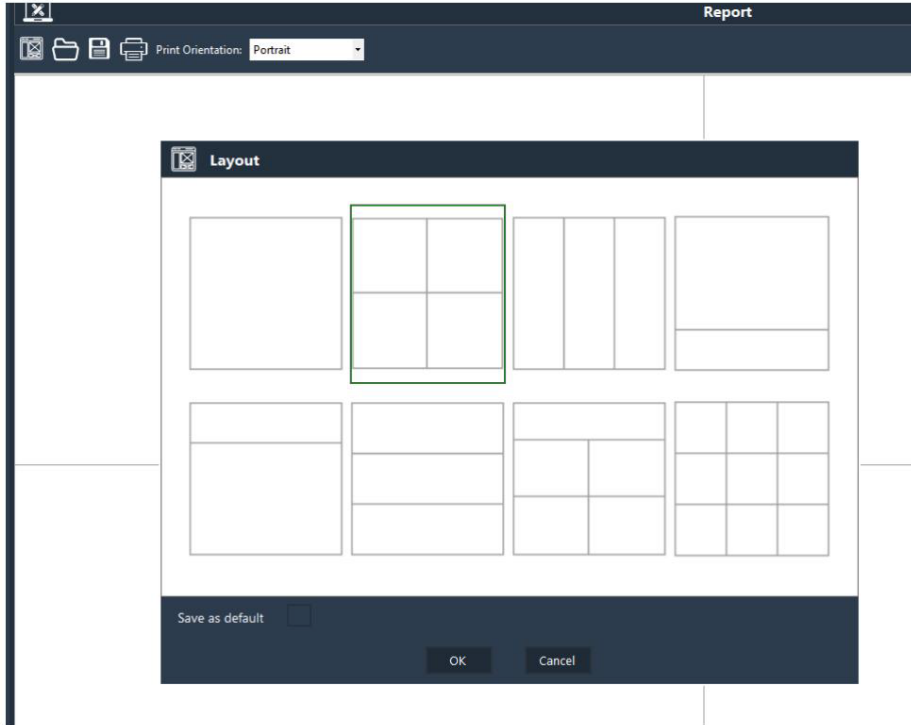 Report
Print Orientation: Portrait
Layout
Save as default
OK Cancel